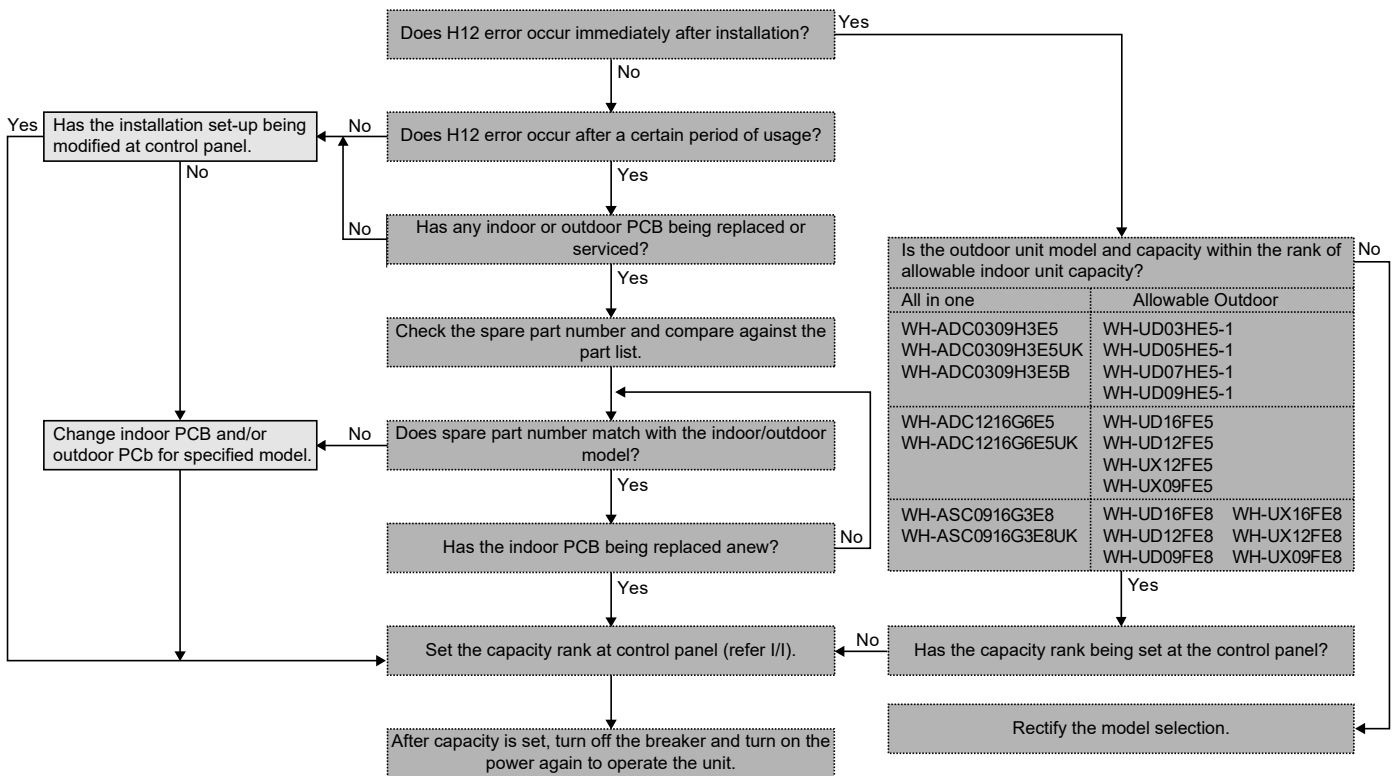 Does H12 error occur immediately after installation?
Yes
No
Does H12 error occur after a certain period of usage?
No
Yes
Has the installation set-up being
modified at control panel.
Yes
No
Has any indoor or outdoor PCB being replaced or
serviced?
No
Yes
Check the spare part number and compare against the
part list.
Does spare part number match with the indoor/outdoor
model?
No
Yes
Change indoor PCB and/or
outdoor PCb for specified model.
Has the indoor PCB being replaced anew?
No
Yes
Set the capacity rank at control panel (refer I/I).
After capacity is set, turn off the breaker and turn on the
power again to operate the unit.
Is the outdoor unit model and capacity within the rank of
allowable indoor unit capacity?
No
All in one Allowable Outdoor
WH-ADC0309H3E5 WH-UD03HE5-1
WH-ADC0309H3E5UK WH-UD05HE5-1
WH-ADC0309H3E5B WH-UD07HE5-1
WH-UD09HE5-1
WH-ADC1216G6E5 WH-UD16FE5
WH-ADC1216G6E5UK WH-UD12FE5
WH-UX12FE5
WH-UX09FE5
WH-ASC0916G3E8 WH-UD16FE8 WH-UX16FE8
WH-ASC0916G3E8UK WH-UD12FE8 WH-UX12FE8
WH-UD09FE8 WH-UX09FE8
Yes
Has the capacity rank being set at the control panel?
No
Rectify the model selection.